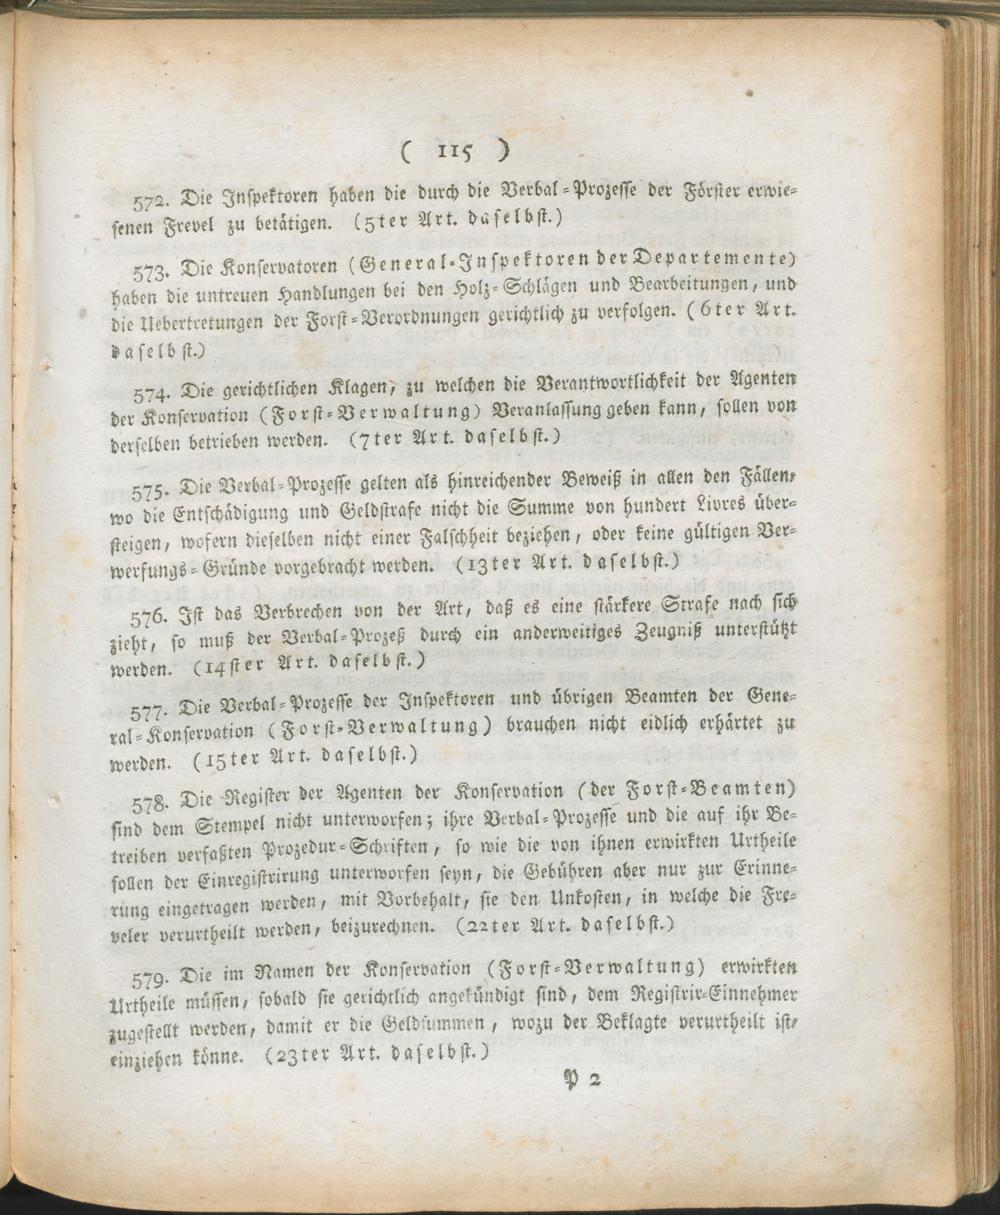 ( 115 )
572. Die Inspektoren haben die durch die Verbal-Prozesse der Förster erwie-
senen Frevel zu betätigen. (5ter Art. daselbst.)
573. Die Konservatoren (General-Inspektoren der Departemente)
haben die untreuen Handlungen bei den Holz-Schlägen und Bearbeitungen, und
die Uebertretungen der Forst-Verordnungen gerichtlich zu verfolgen. (6ter Art.
daselbst.)
574. Die gerichtlichen Klagen, zu welchen die Verantwortlichkeit der Agenten
der Konservation (Forst-Verwaltung) Veranlassung geben kann, sollen von
derselben betrieben werden. (7ter Art. daselbst.)
575. Die Verbal-Prozesse gelten als hinreichender Beweiß in allen den Fällen,
wo die Entschädigung und Geldstrafe nicht die Summe von hundert Livres über-
steigen, wofern dieselben nicht einer Falschheit beziehen, oder keine gültigen Ver-
werfungs-Gründe vorgebracht werden. (13ter Art. daselbst.)
576. Ist das Verbrechen von der Art, daß es eine stärkere Strafe nach sich
zieht, so muß der Verbal-Prozeß durch ein anderweitiges Zeugniß unterstützt
werden. (14ster Art. daselbst.)
577. Die Verbal-Prozesse der Inspektoren und übrigen Beamten der Gene-
ral-Konservation (Forst-Verwaltung) brauchen nicht eidlich erhärtet zu
werden. (15ter Art. daselbst.)
578. Die Register der Agenten der Konservation (der Forst-Beamten)
sind dem Stempel nicht unterworfen; ihre Verbal-Prozesse und die auf ihr Be-
treiben verfaßten Prozedur-Schriften, so wie die von ihnen erwirkten Urtheile
sollen der Einregistrirung unterworfen seyn, die Gebühren aber nur zur Erinne-
rung eingetragen werden, mit Vorbehalt, sie den Unkosten, in welche die Fre-
veler verurtheilt werden, beizurechnen. (22ter Art. daselbst.)
579. Die im Namen der Konservation (Forst-Verwaltung) erwirkten
Urtheile müssen, sobald sie gerichtlich angekündigt sind, dem Registrir-Einnehmer
zugestellt werden, damit er die Geldsummen, wozu der Beklagte verurtheilt ist,
einziehen könne. (23ter Art. daselbst.)
P 2